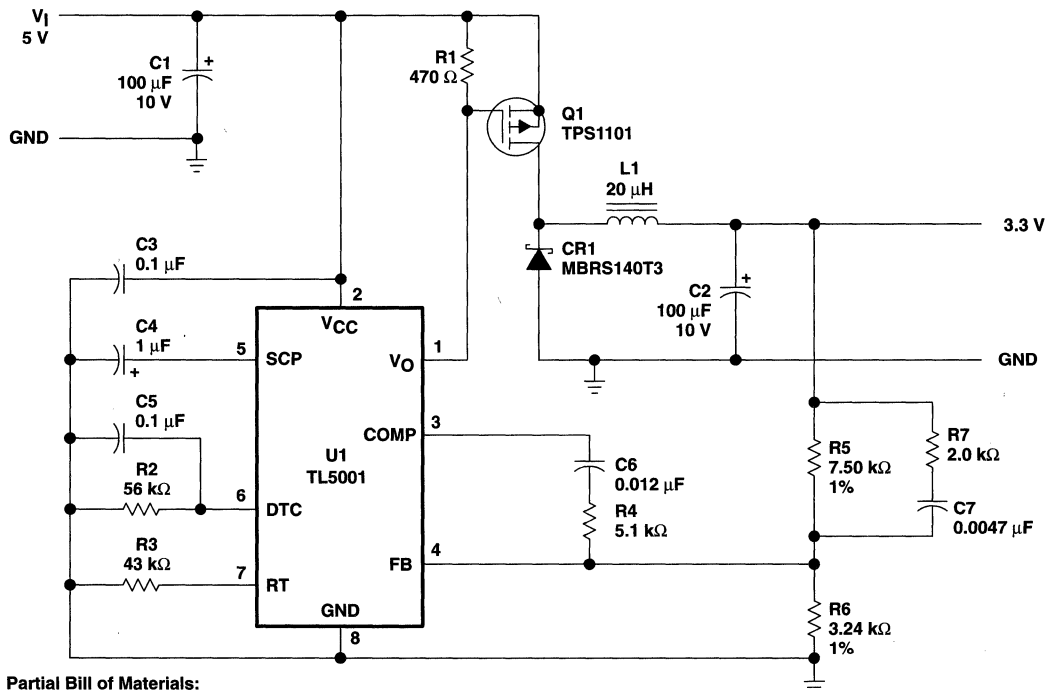 V_I
5 V
C1
100 μF
10 V
GND
R1
470 Ω
Q1
TPS1101
L1
20 μH
3.3 V
CR1
MBRS140T3
C2
100 μF
10 V
GND
C3
0.1 μF
2
V_CC
C4
1 μF
5
SCP
V_O
1
C5
0.1 μF
COMP
3
U1
TL5001
C6
0.012 μF
R4
5.1 kΩ
R5
7.50 kΩ
1%
R7
2.0 kΩ
C7
0.0047 μF
R2
56 kΩ
6
DTC
R3
43 kΩ
7
RT
FB
4
GND
8
R6
3.24 kΩ
1%
+
+
+
Partial Bill of Materials: